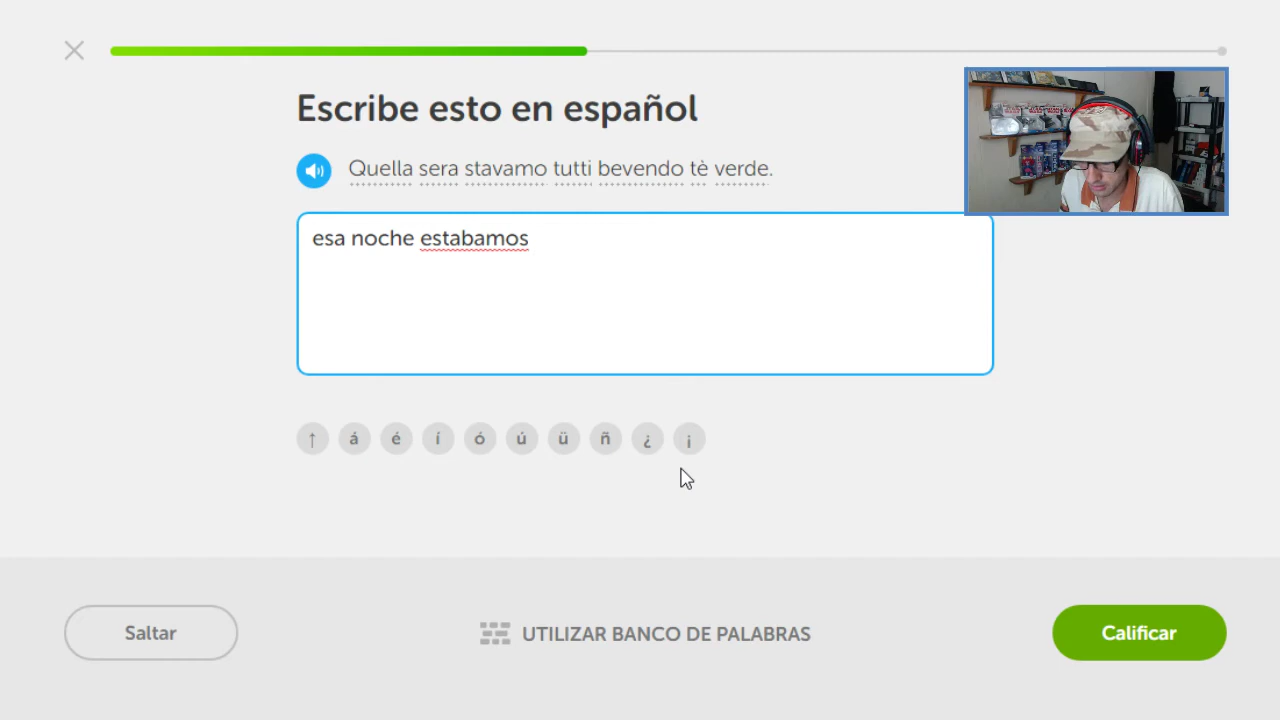 Escribe esto en español
Quella sera stavamo tutti bevendo tè verde.
esa noche estabamos
↑ á é í ó ú ü ñ ¿ ¡
Saltar
UTILIZAR BANCO DE PALABRAS
Calificar